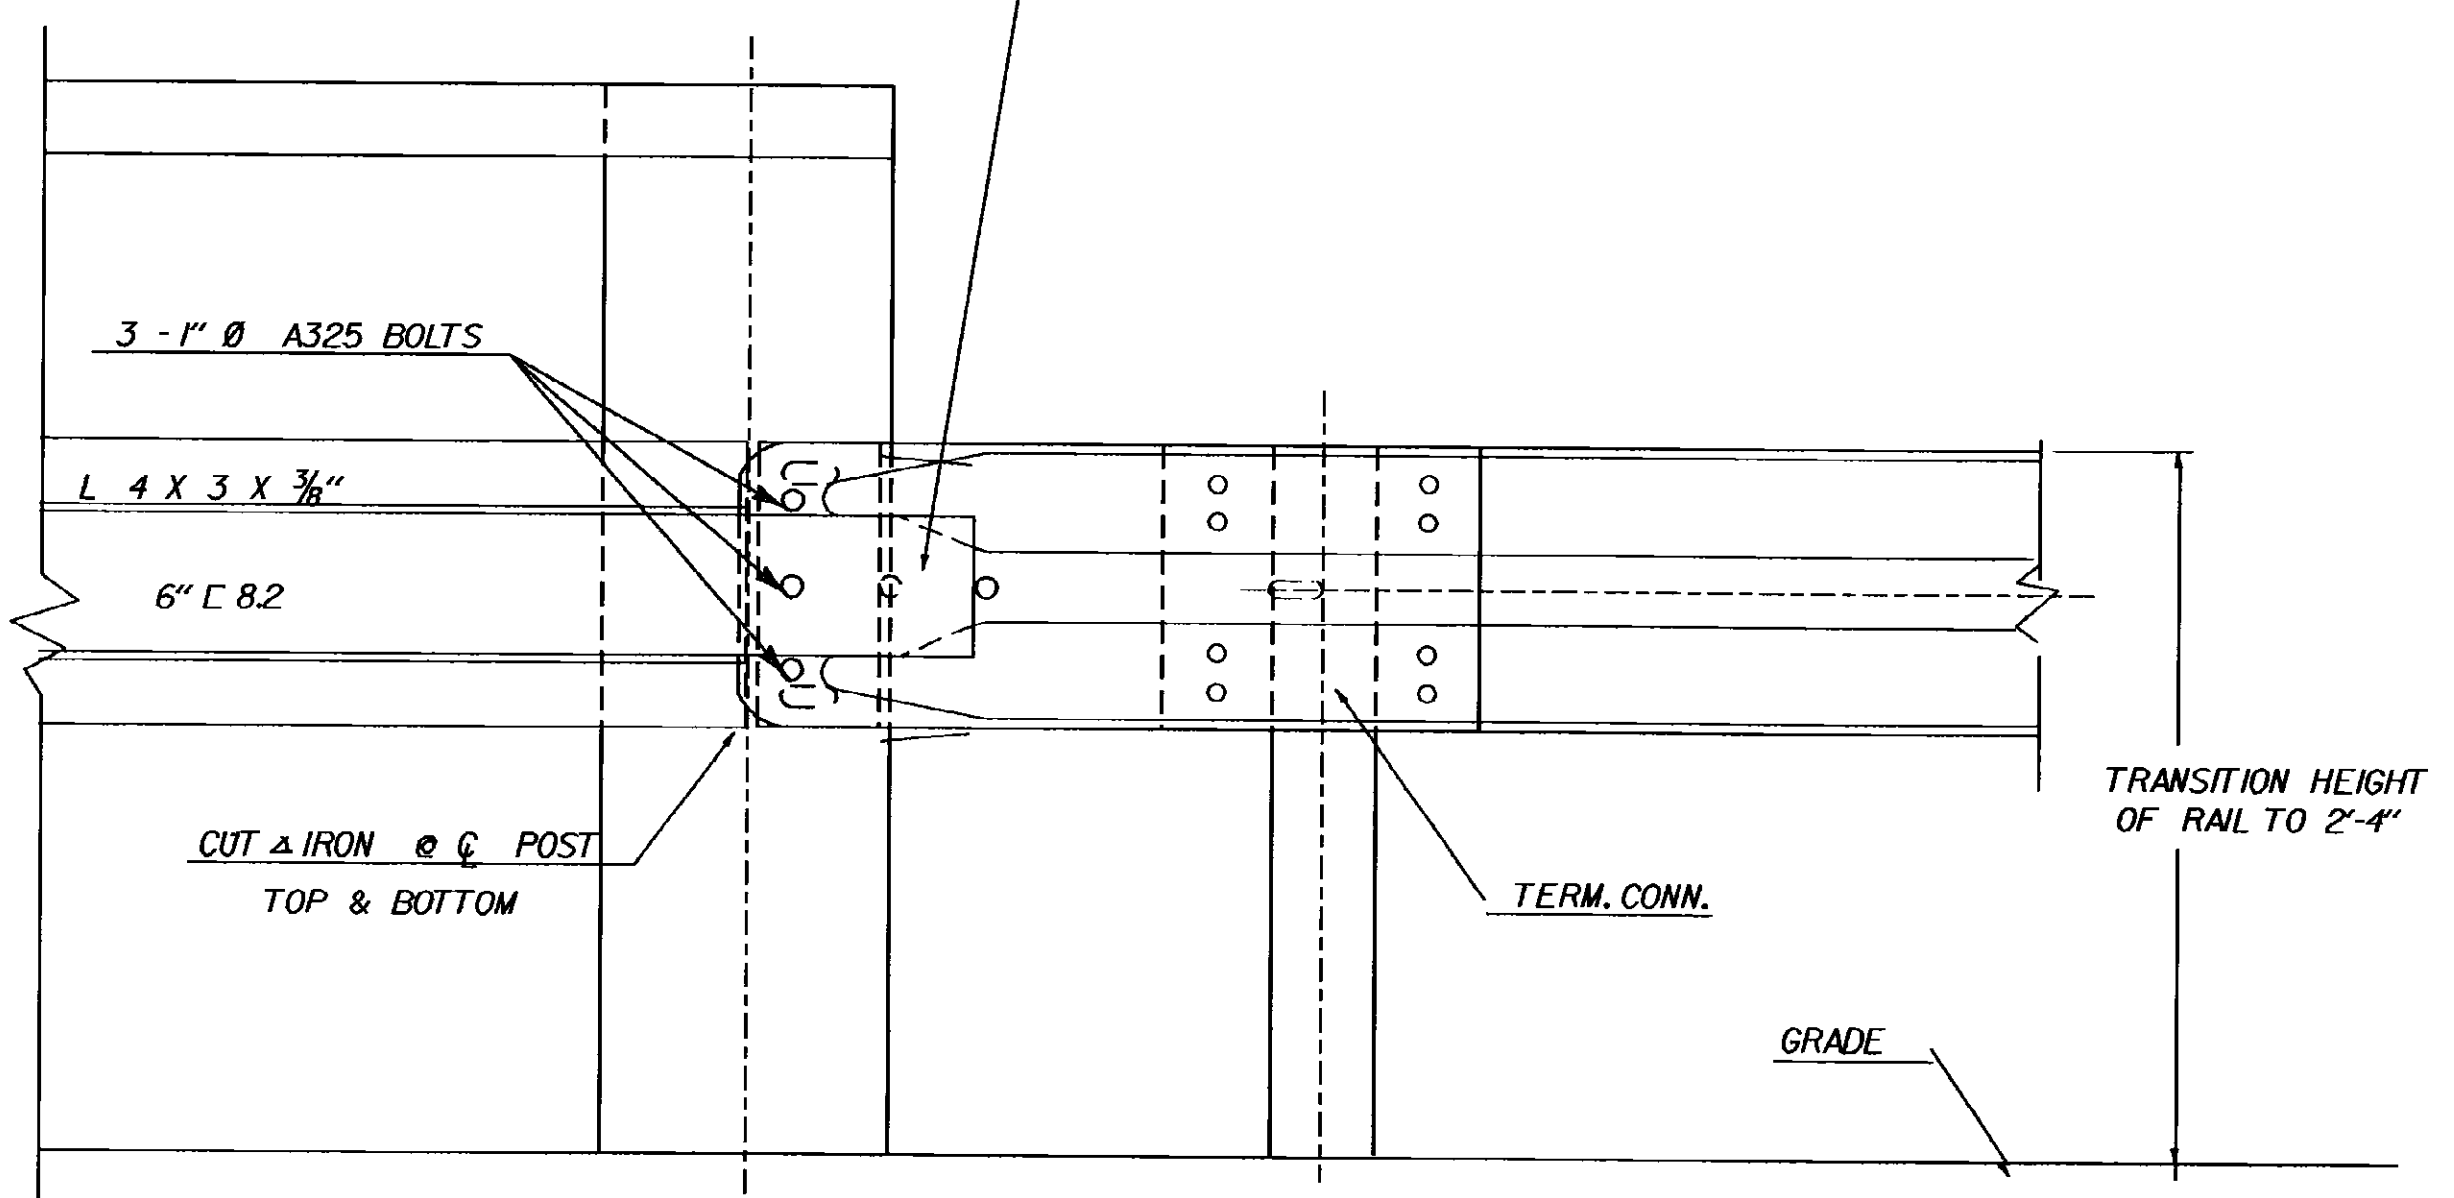 3 - 1" Ø A325 BOLTS
L 4 X 3 X 3/8"
6" ⊏ 8.2
CUT ⦣ IRON @ ℄ POST
TOP & BOTTOM
TERM. CONN.
TRANSITION HEIGHT
OF RAIL TO 2'-4"
GRADE